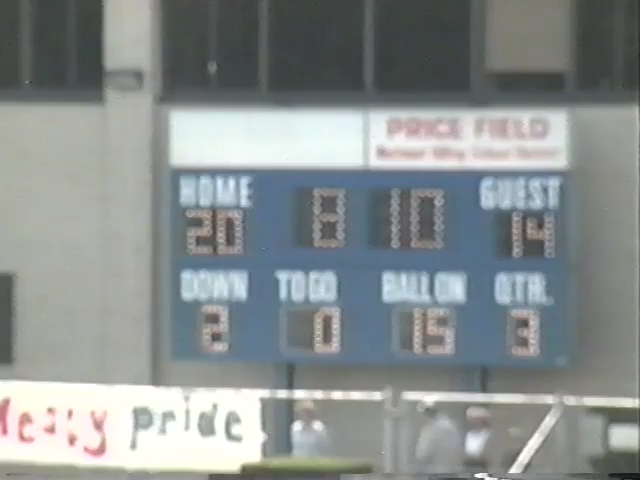 PRICE FIELD
HOME 8 10 GUEST
20 14
DOWN TO GO BALL ON QTR.
2 0 15 3
pride